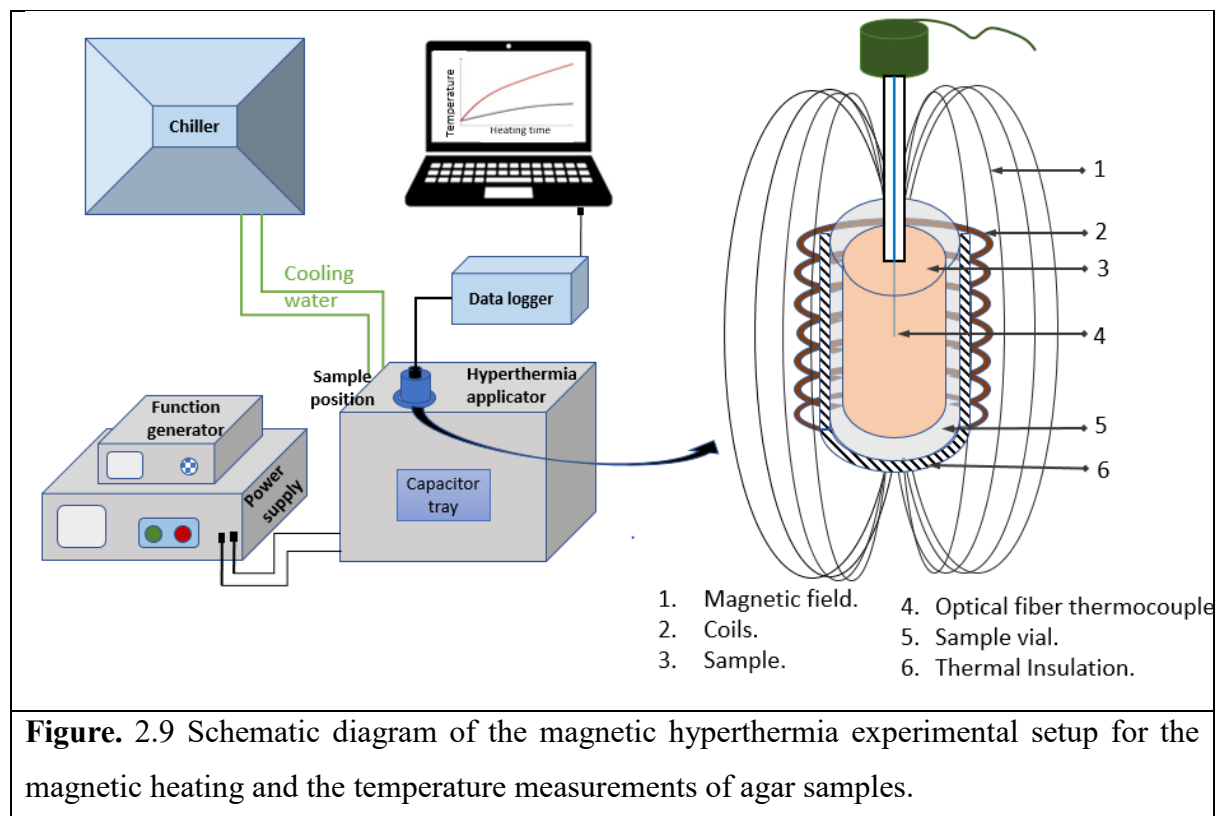 Chiller
Temperature
Heating time
Cooling
water
Data logger
Sample
position
Hyperthermia
applicator
Function
generator
Power
supply
Capacitor
tray
1
2
3
4
5
6
1. Magnetic field.
2. Coils.
3. Sample.
4. Optical fiber thermocouple
5. Sample vial.
6. Thermal Insulation.
Figure. 2.9 Schematic diagram of the magnetic hyperthermia experimental setup for the
magnetic heating and the temperature measurements of agar samples.